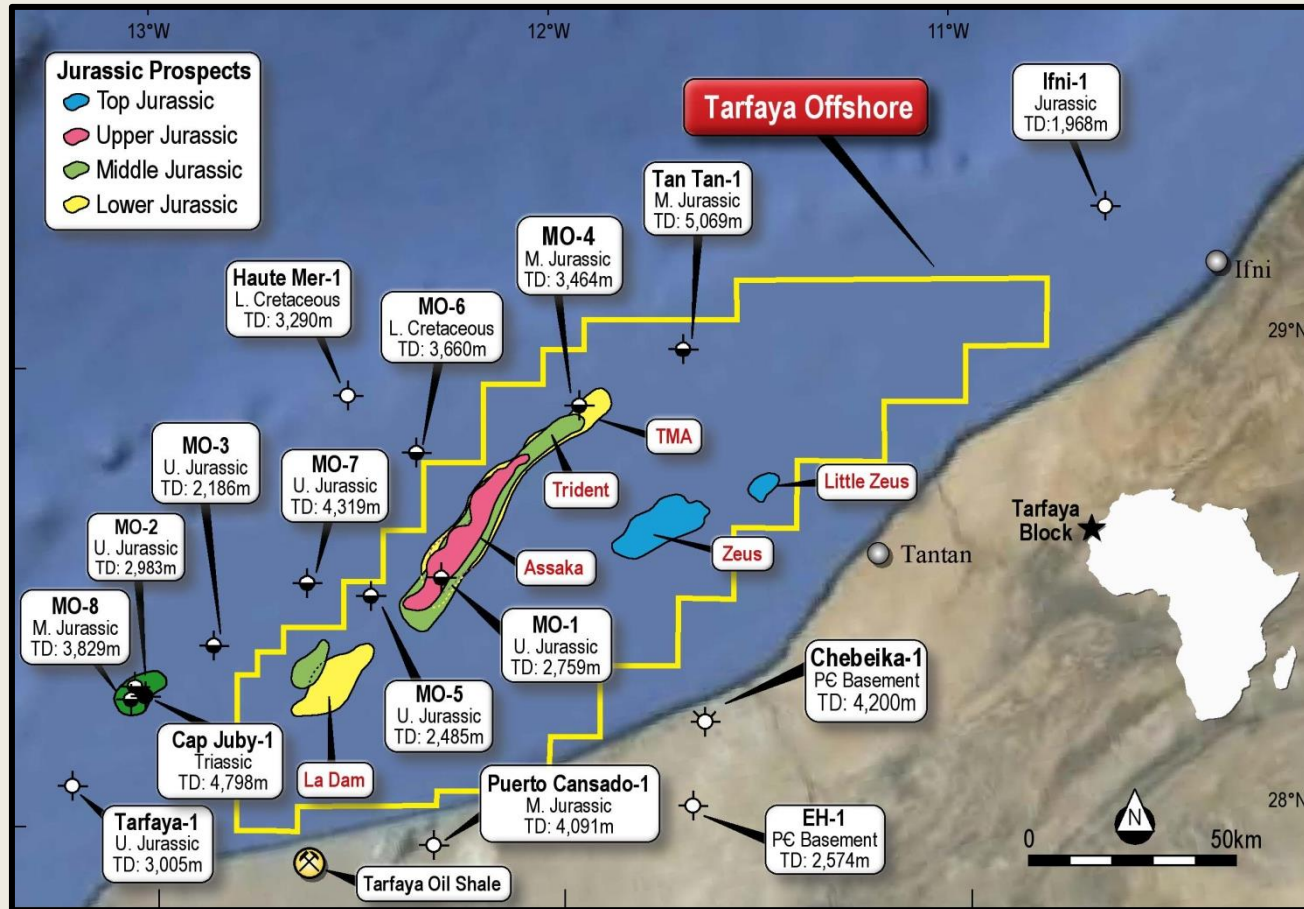 13°W
12°W
11°W
Jurassic Prospects
Top Jurassic
Upper Jurassic
Middle Jurassic
Lower Jurassic
Tarfaya Offshore
Ifni-1
Jurassic
TD:1,968m
Tan Tan-1
M. Jurassic
TD: 5,069m
MO-4
M. Jurassic
TD: 3,464m
Haute Mer-1
L. Cretaceous
TD: 3,290m
MO-6
L. Cretaceous
TD: 3,660m
Ifni
29°N
MO-3
U. Jurassic
TD: 2,186m
MO-7
U. Jurassic
TD: 4,319m
TMA
Trident
Little Zeus
Zeus
Assaka
Tantan
Tarfaya
Block
MO-2
U. Jurassic
TD: 2,983m
MO-8
M. Jurassic
TD: 3,829m
MO-1
U. Jurassic
TD: 2,759m
Chebeika-1
PЄ Basement
TD: 4,200m
MO-5
U. Jurassic
TD: 2,485m
Cap Juby-1
Triassic
TD: 4,798m
La Dam
Puerto Cansado-1
M. Jurassic
TD: 4,091m
28°N
Tarfaya-1
U. Jurassic
TD: 3,005m
EH-1
PЄ Basement
TD: 2,574m
N
0
50km
Tarfaya Oil Shale